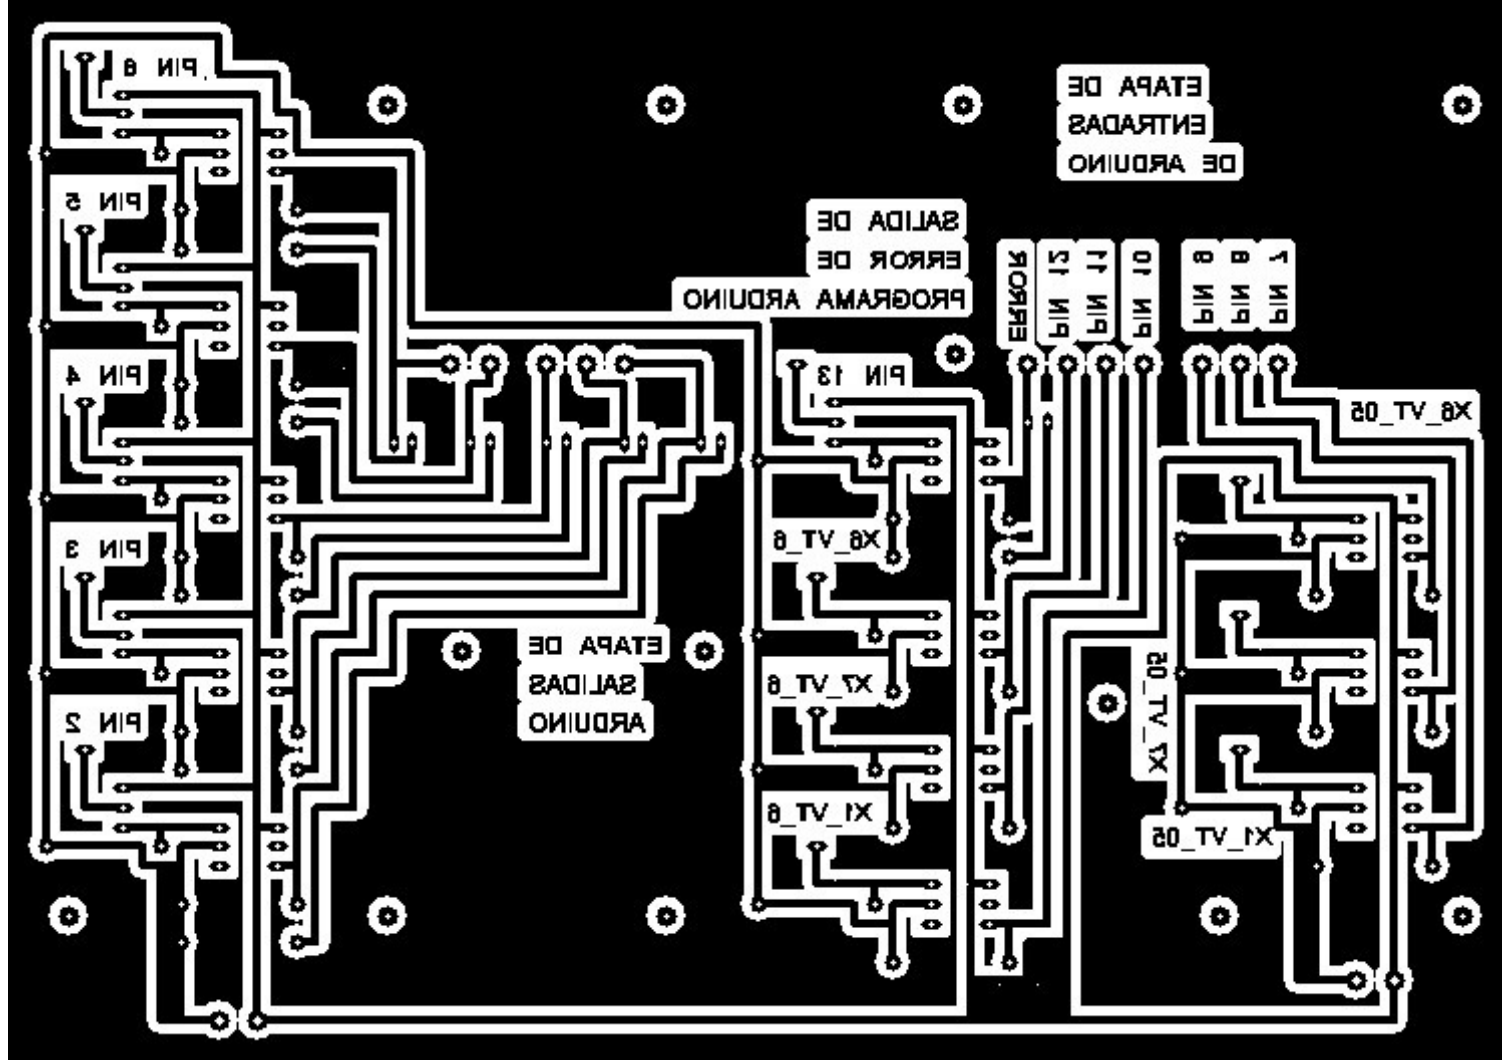 PIN 6
PIN 5
PIN 4
PIN 3
PIN 2
ETAPA DE
ENTRADAS
DE ARDUINO
SALIDA DE
ERROR DE
PROGRAMA ARDUINO
ERROR
PIN 12
PIN 11
PIN 10
PIN 9
PIN 8
PIN 7
PIN 13
X6_VT_05
X6_VT_6
ETAPA DE
SALIDAS
ARDUINO
X7_VT_6
X7_VT_05
X1_VT_6
X1_VT_05